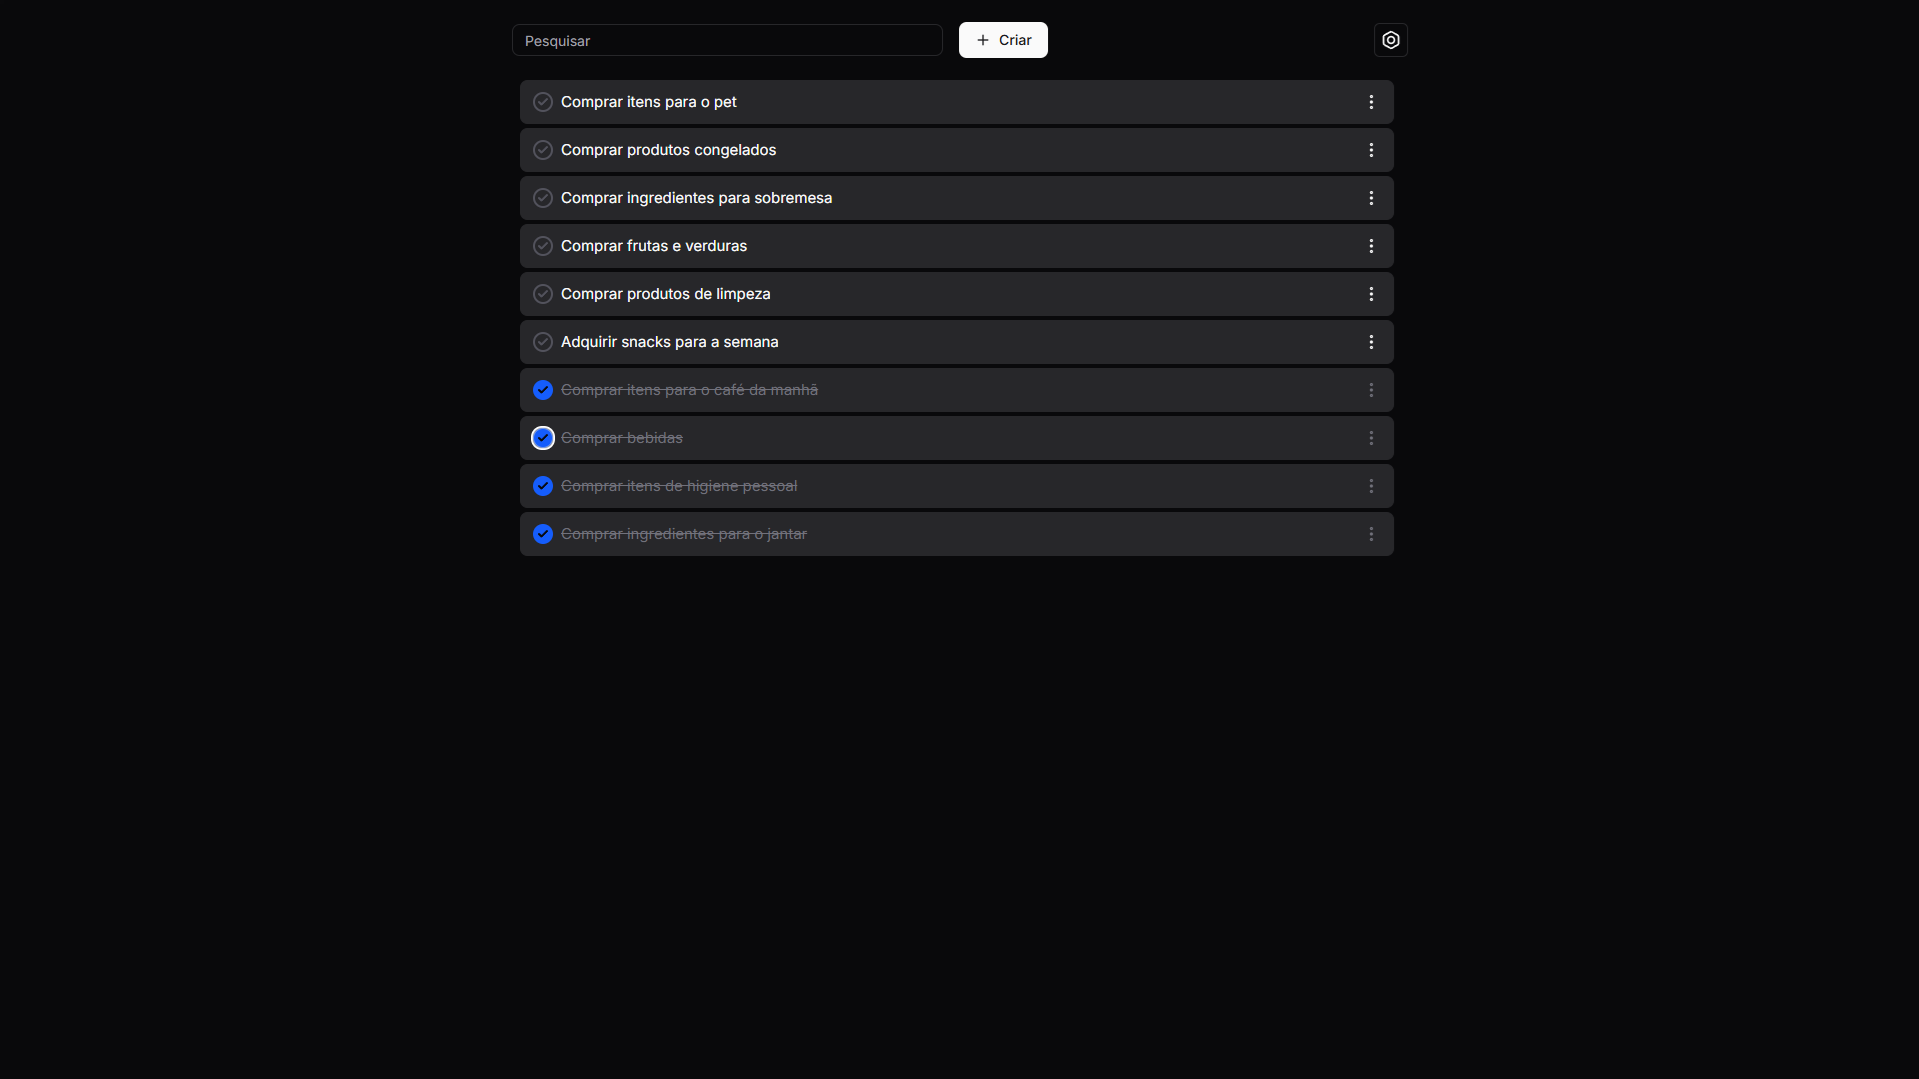 Pesquisar
Criar
Comprar itens para o pet
Comprar produtos congelados
Comprar ingredientes para sobremesa
Comprar frutas e verduras
Comprar produtos de limpeza
Adquirir snacks para a semana
Comprar itens para o café da manhã
Comprar bebidas
Comprar itens de higiene pessoal
Comprar ingredientes para o jantar